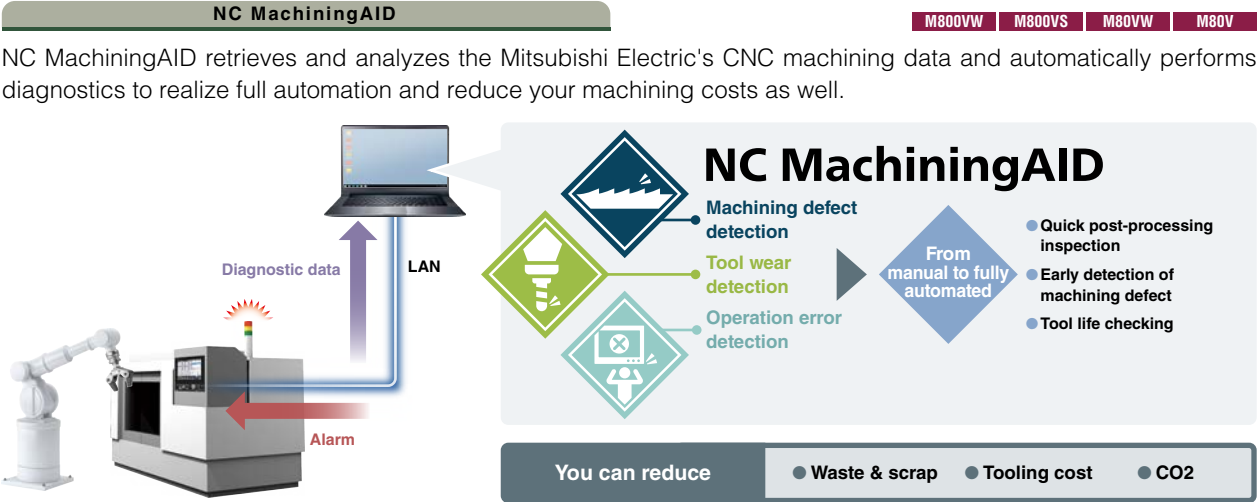 NC MachiningAID
M800VW M800VS M80VW M80V
NC MachiningAID retrieves and analyzes the Mitsubishi Electric's CNC machining data and automatically performs
diagnostics to realize full automation and reduce your machining costs as well.
NC MachiningAID
Machining defect
detection
Tool wear
detection
Operation error
detection
From
manual to fully
automated
Quick post-processing
inspection
Early detection of
machining defect
Tool life checking
Diagnostic data
LAN
Alarm
You can reduce
Waste & scrap
Tooling cost
CO2